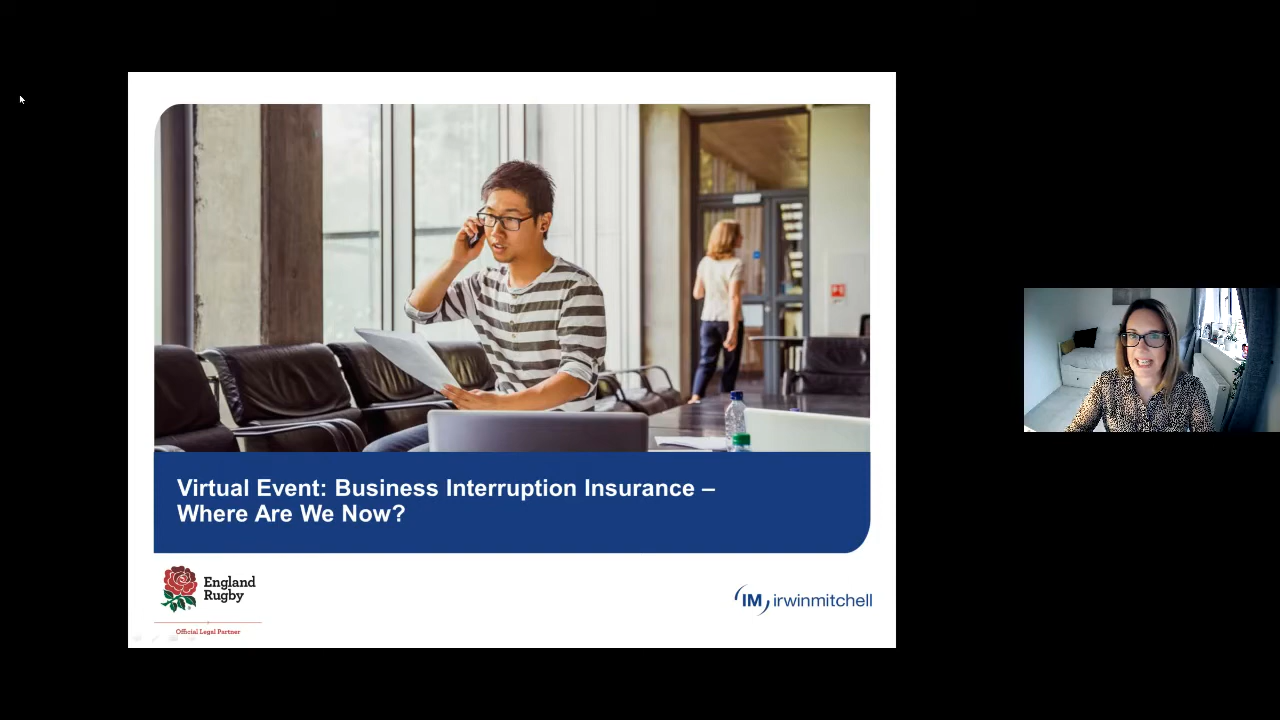 Virtual Event: Business Interruption Insurance –
Where Are We Now?
England
Rugby
Official Legal Partner
IM irwinmitchell